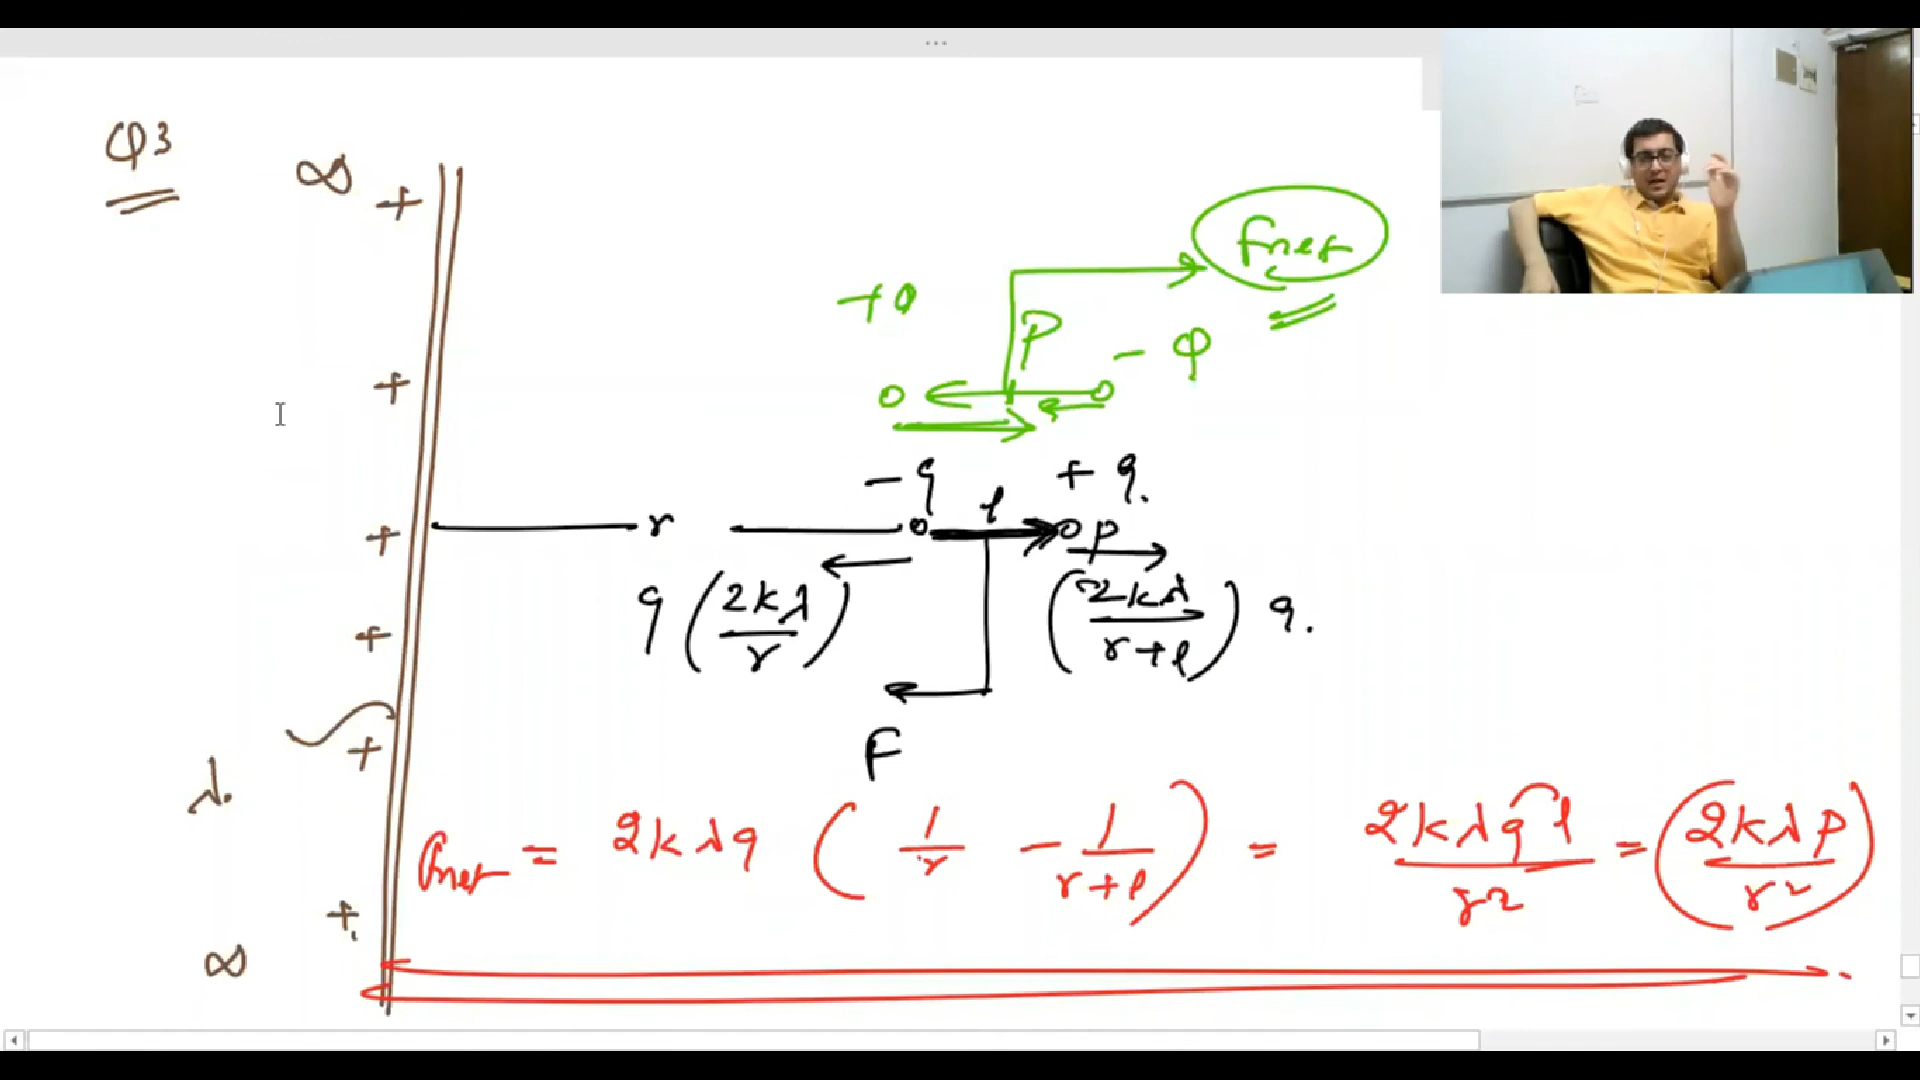 Q3
∞
+
Fnet
+Q
P
- Q
+
- q
l
+ q.
+
r
p
q (2kλ/r)
(2kλ/r+l) q.
+
+
F
λ.
Fnet = 2kλq (1/r - 1/r+l) = 2kλql/r2 = (2kλp/r2)
+.
∞